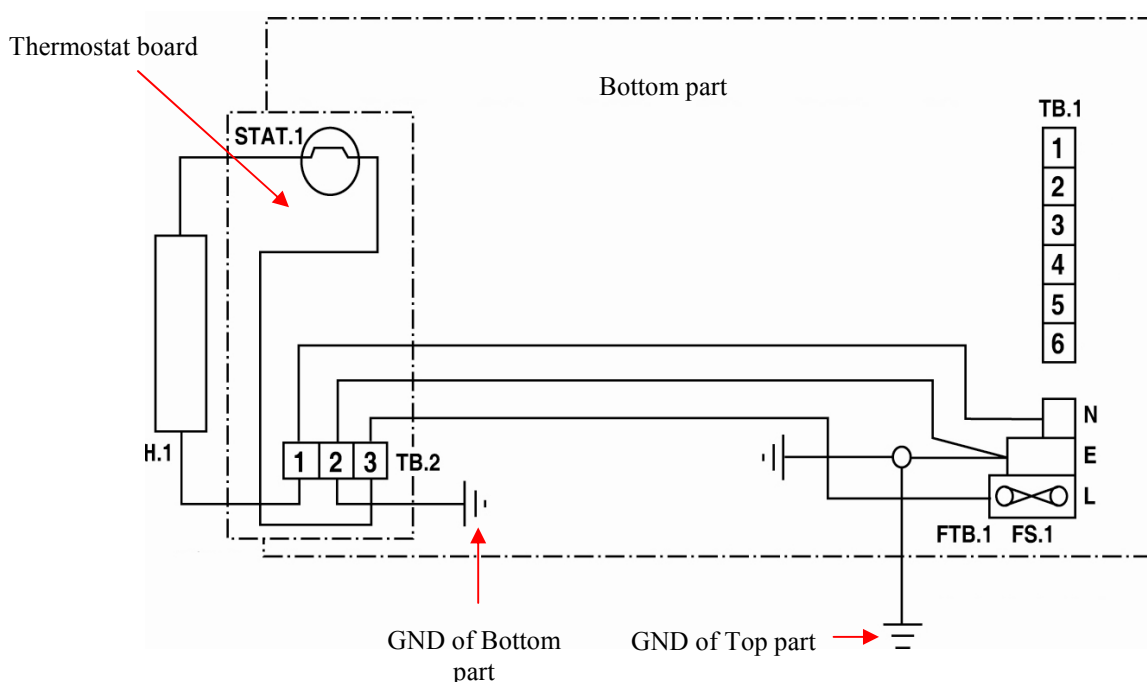 Thermostat board
Bottom part
TB.1
STAT.1
1
2
3
4
5
6
N
H.1
1 2 3 TB.2
E
L
FTB.1 FS.1
GND of Bottom
part
GND of Top part